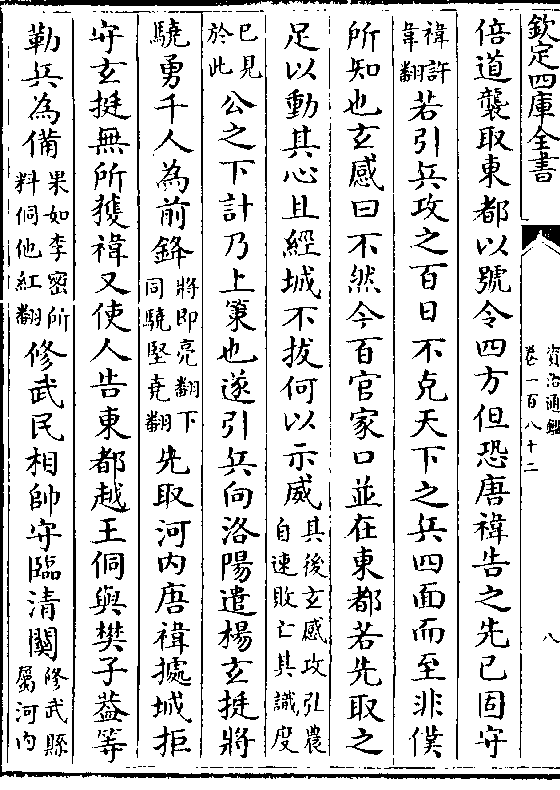 欽定四庫全書
資治通鑑
卷一百八十二
八
倍道襲取東都以號令四方但恐唐禕告之先已固守
禕許韋翻若引兵攻之百日不克天下之兵四面而至非僕
所知也玄感曰不然今百官家口並在東都若先取之
足以動其心且經城不拔何以示威其後玄感攻弘農自速敗亡其識度
已見於此公之下計乃上策也遂引兵向洛陽遣楊玄挺將
驍勇千人為前鋒將即亮翻下同驍堅堯翻先取河内唐禕據城拒
守玄挺無所獲禕又使人告東都越王侗與樊子蓋等
勒兵為備果如李密所料侗他紅翻修武民相帥守臨清關修武縣屬河内